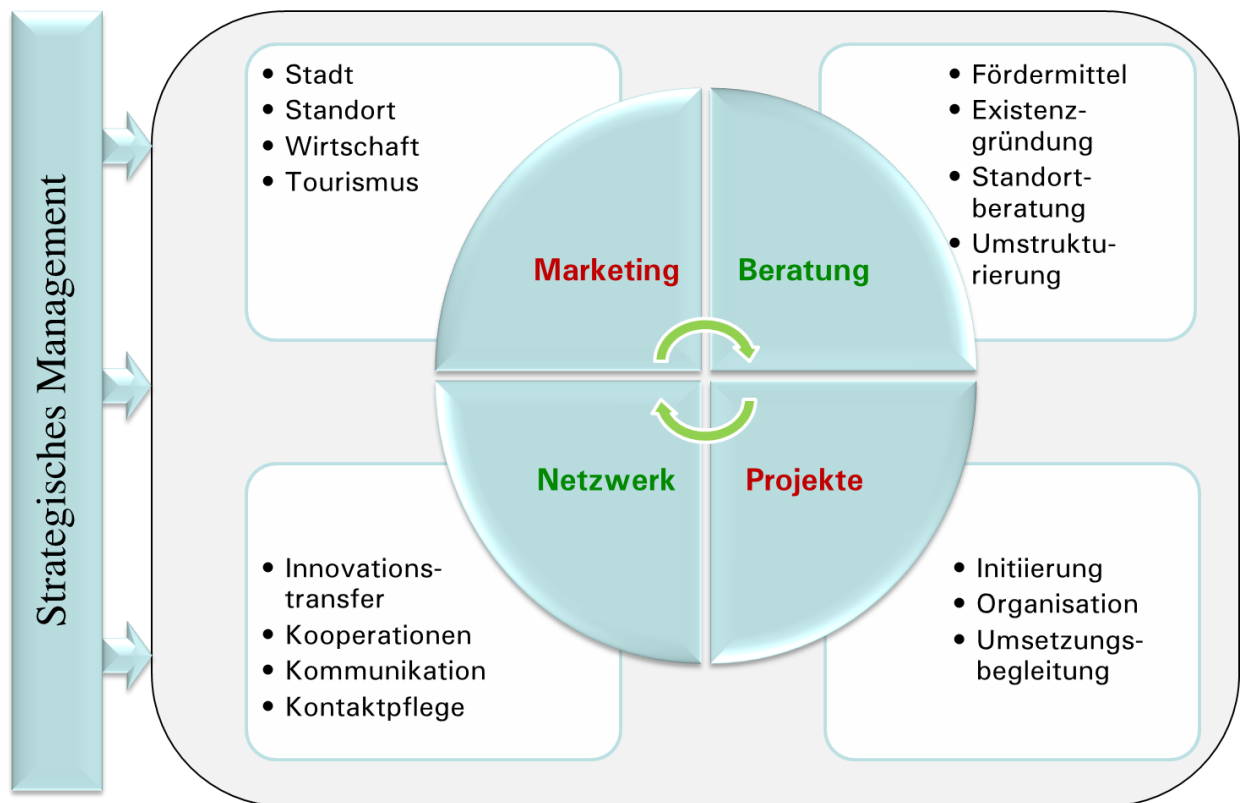 Strategisches Management
• Stadt
• Standort
• Wirtschaft
• Tourismus
• Fördermittel
• Existenz-
gründung
• Standort-
beratung
• Umstruktu-
rierung
Marketing
Beratung
Netzwerk
Projekte
• Innovations-
transfer
• Kooperationen
• Kommunikation
• Kontaktpflege
• Initiierung
• Organisation
• Umsetzungs-
begleitung